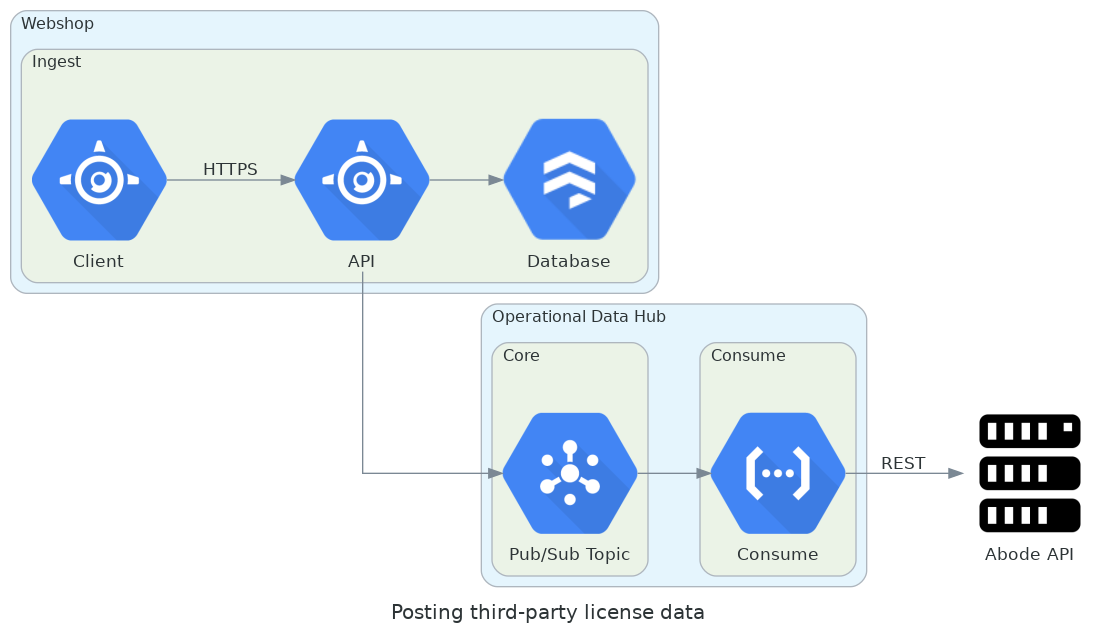 Webshop
Ingest
HTTPS
Client
API
Database
Operational Data Hub
Core
Consume
REST
Pub/Sub Topic
Consume
Abode API
Posting third-party license data